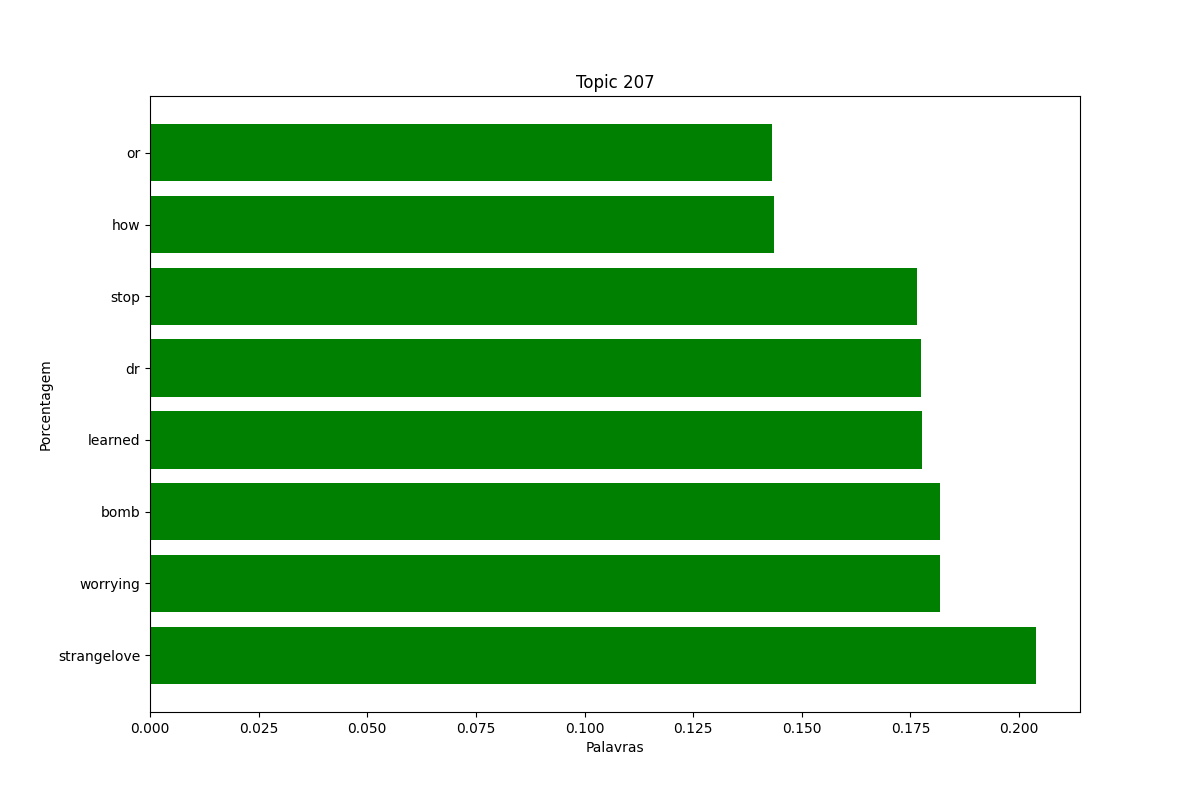 Topic 207
or
how
stop
dr
learned
bomb
worrying
strangelove
Porcentagem
0.000 0.025 0.050 0.075 0.100 0.125 0.150 0.175 0.200
Palavras